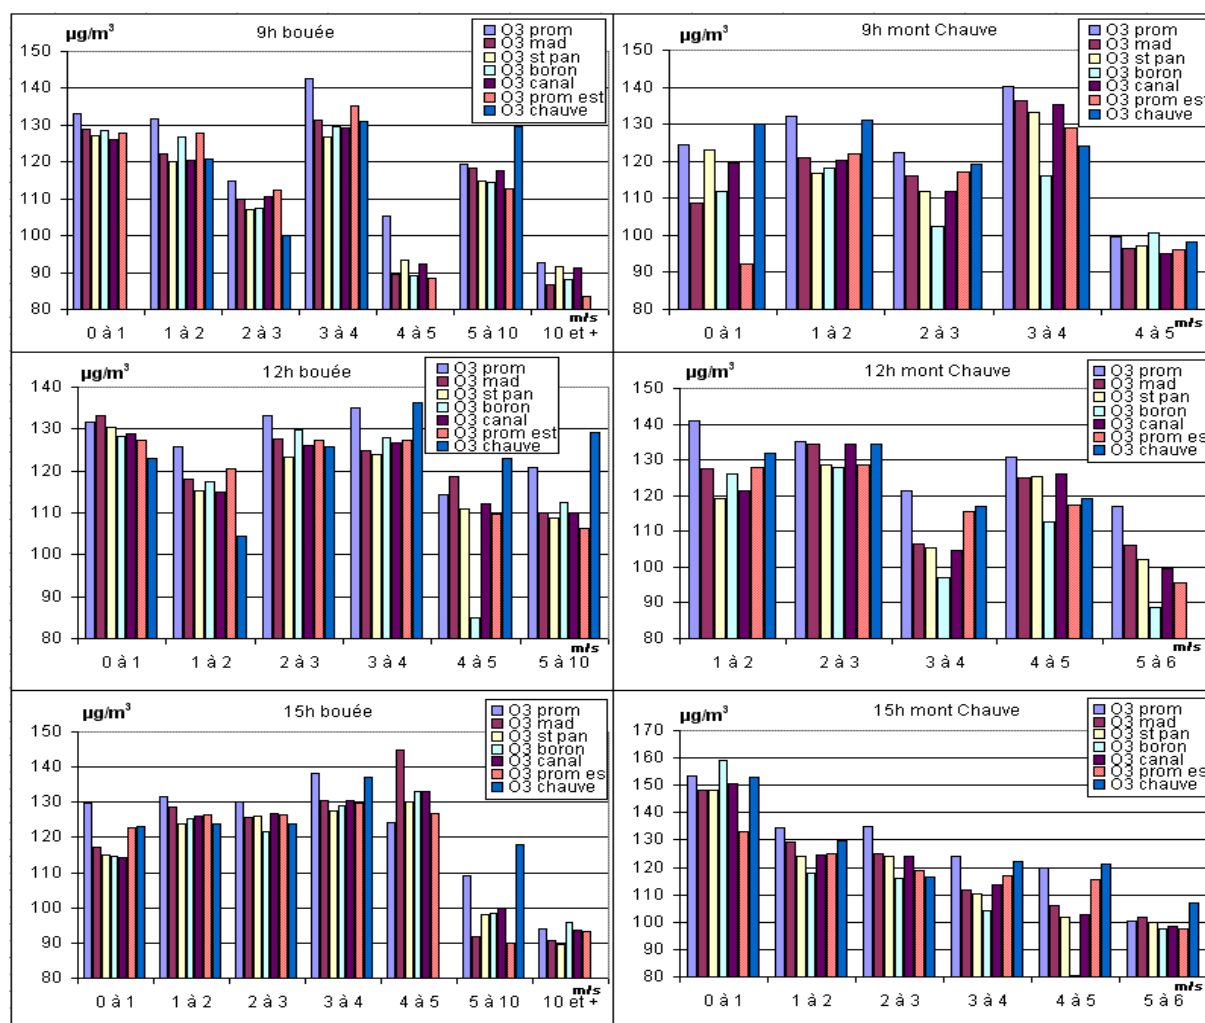 µg/m³
9h bouée
O3 prom
O3 mad
O3 st pan
O3 boron
O3 canal
O3 prom est
O3 chauve
150
140
130
120
110
100
90
80
0 à 1
1 à 2
2 à 3
3 à 4
4 à 5
5 à 10
10 et +
m/s
µg/m³
9h mont Chauve
O3 prom
O3 mad
O3 st pan
O3 boron
O3 canal
O3 prom est
O3 chauve
150
140
130
120
110
100
90
80
0 à 1
1 à 2
2 à 3
3 à 4
4 à 5
m/s
µg/m³
12h bouée
O3 prom
O3 mad
O3 st pan
O3 boron
O3 canal
O3 prom est
O3 chauve
140
130
120
110
100
90
80
0 à 1
1 à 2
2 à 3
3 à 4
4 à 5
5 à 10
m/s
µg/m³
12h mont Chauve
O3 prom
O3 mad
O3 st pan
O3 boron
O3 canal
O3 prom est
O3 chauve
150
140
130
120
110
100
90
80
1 à 2
2 à 3
3 à 4
4 à 5
5 à 6
m/s
µg/m³
15h bouée
O3 prom
O3 mad
O3 st pan
O3 boron
O3 canal
O3 prom es
O3 chauve
150
140
130
120
110
100
90
80
0 à 1
1 à 2
2 à 3
3 à 4
4 à 5
5 à 10
10 et +
m/s
µg/m³
15h mont Chauve
O3 prom
O3 mad
O3 st pan
O3 boron
O3 canal
O3 prom es
O3 chauve
170
160
150
140
130
120
110
100
90
80
0 à 1
1 à 2
2 à 3
3 à 4
4 à 5
5 à 6
m/s